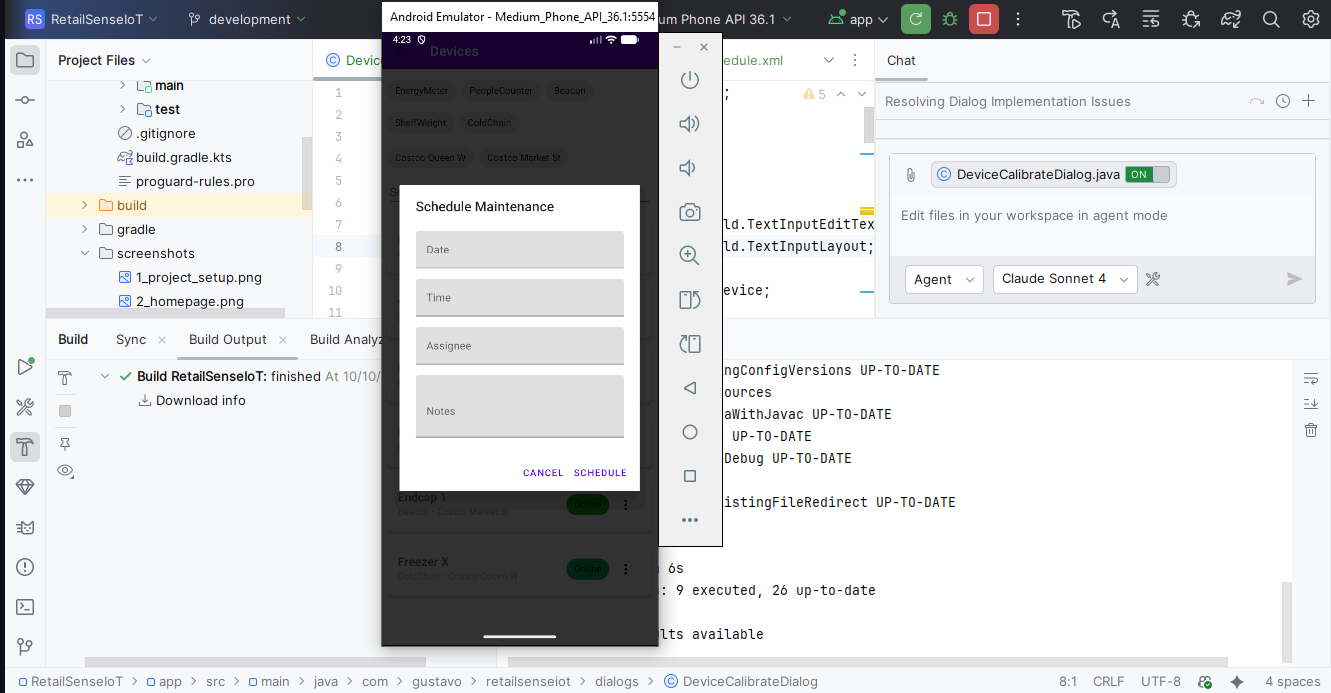 RS RetailSenseIoT development
Android Emulator - Medium_Phone_API_36.1:5554
um Phone API 36.1 app
Project Files
main
test
.gitignore
build.gradle.kts
proguard-rules.pro
build
gradle
screenshots
1_project_setup.png
2_homepage.png
Devic
edule.xml
1
2
3
4
5
6
7
8
9
10
11
;
5
ld.TextInputEditTex
ld.TextInputLayout;
evice;
4:23
Devices
EnergyMeter PeopleCounter Beacon
ShelfWeight ColdChain
Costco Queen W Costco Market St
Schedule Maintenance
Date
Time
Assignee
Notes
CANCEL SCHEDULE
Endcap 1
Beacon • Costco Market St
Online
Freezer X
ColdChain • Costco Queen W
Online
Chat
Resolving Dialog Implementation Issues
DeviceCalibrateDialog.java ON
Edit files in your workspace in agent mode
Agent Claude Sonnet 4
Build Sync Build Output Build Analyz
Build RetailSenseIoT: finished At 10/10/
Download info
ngConfigVersions UP-TO-DATE
ources
aWithJavac UP-TO-DATE
UP-TO-DATE
Debug UP-TO-DATE
istingFileRedirect UP-TO-DATE
6s
: 9 executed, 26 up-to-date
lts available
RetailSenseIoT > app > src > main > java > com > gustavo > retailsenseiot > dialogs > DeviceCalibrateDialog
8:1 CRLF UTF-8 4 spaces